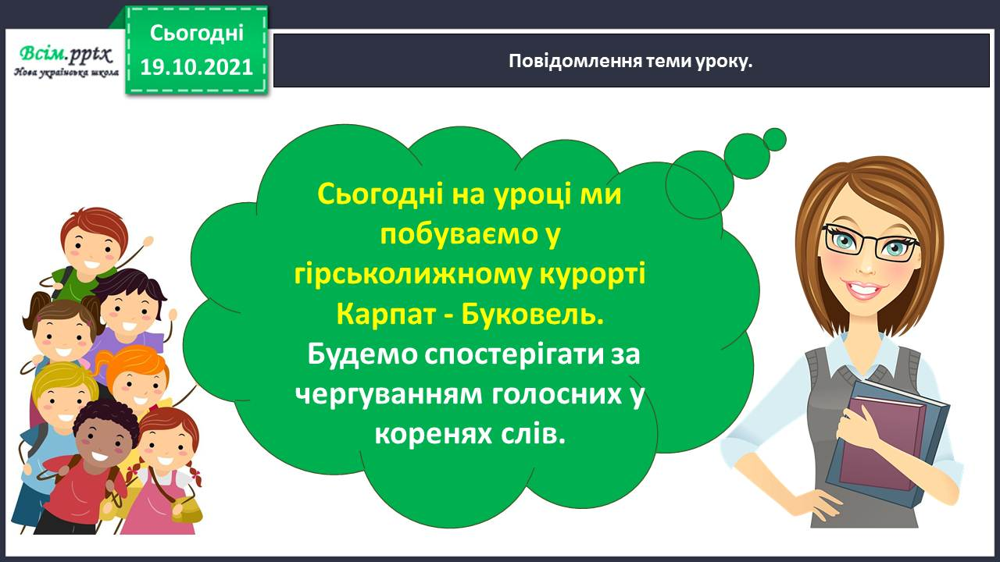 Сьогодні
19.10.2021
Всім.pptx
Нова українська школа
Повідомлення теми уроку.
Сьогодні на уроці ми
побуваємо у
гірськолижному курорті
Карпат - Буковель.
Будемо спостерігати за
чергуванням голосних у
коренях слів.